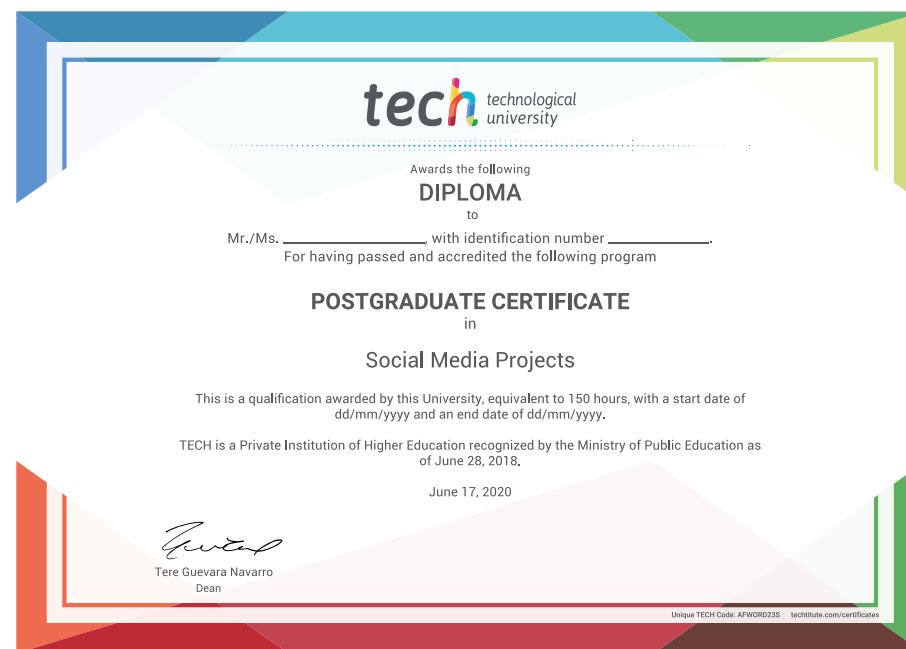 tech technological
university
Awards the following
DIPLOMA
to
Mr./Ms. ____________, with identification number ____________.
For having passed and accredited the following program
POSTGRADUATE CERTIFICATE
in
Social Media Projects
This is a qualification awarded by this University, equivalent to 150 hours, with a start date of
dd/mm/yyyy and an end date of dd/mm/yyyy.
TECH is a Private Institution of Higher Education recognized by the Ministry of Public Education as
of June 28, 2018.
June 17, 2020
Tere Guevara Navarro
Dean
Unique TECH Code: AFWORD23S techtitute.com/certificates